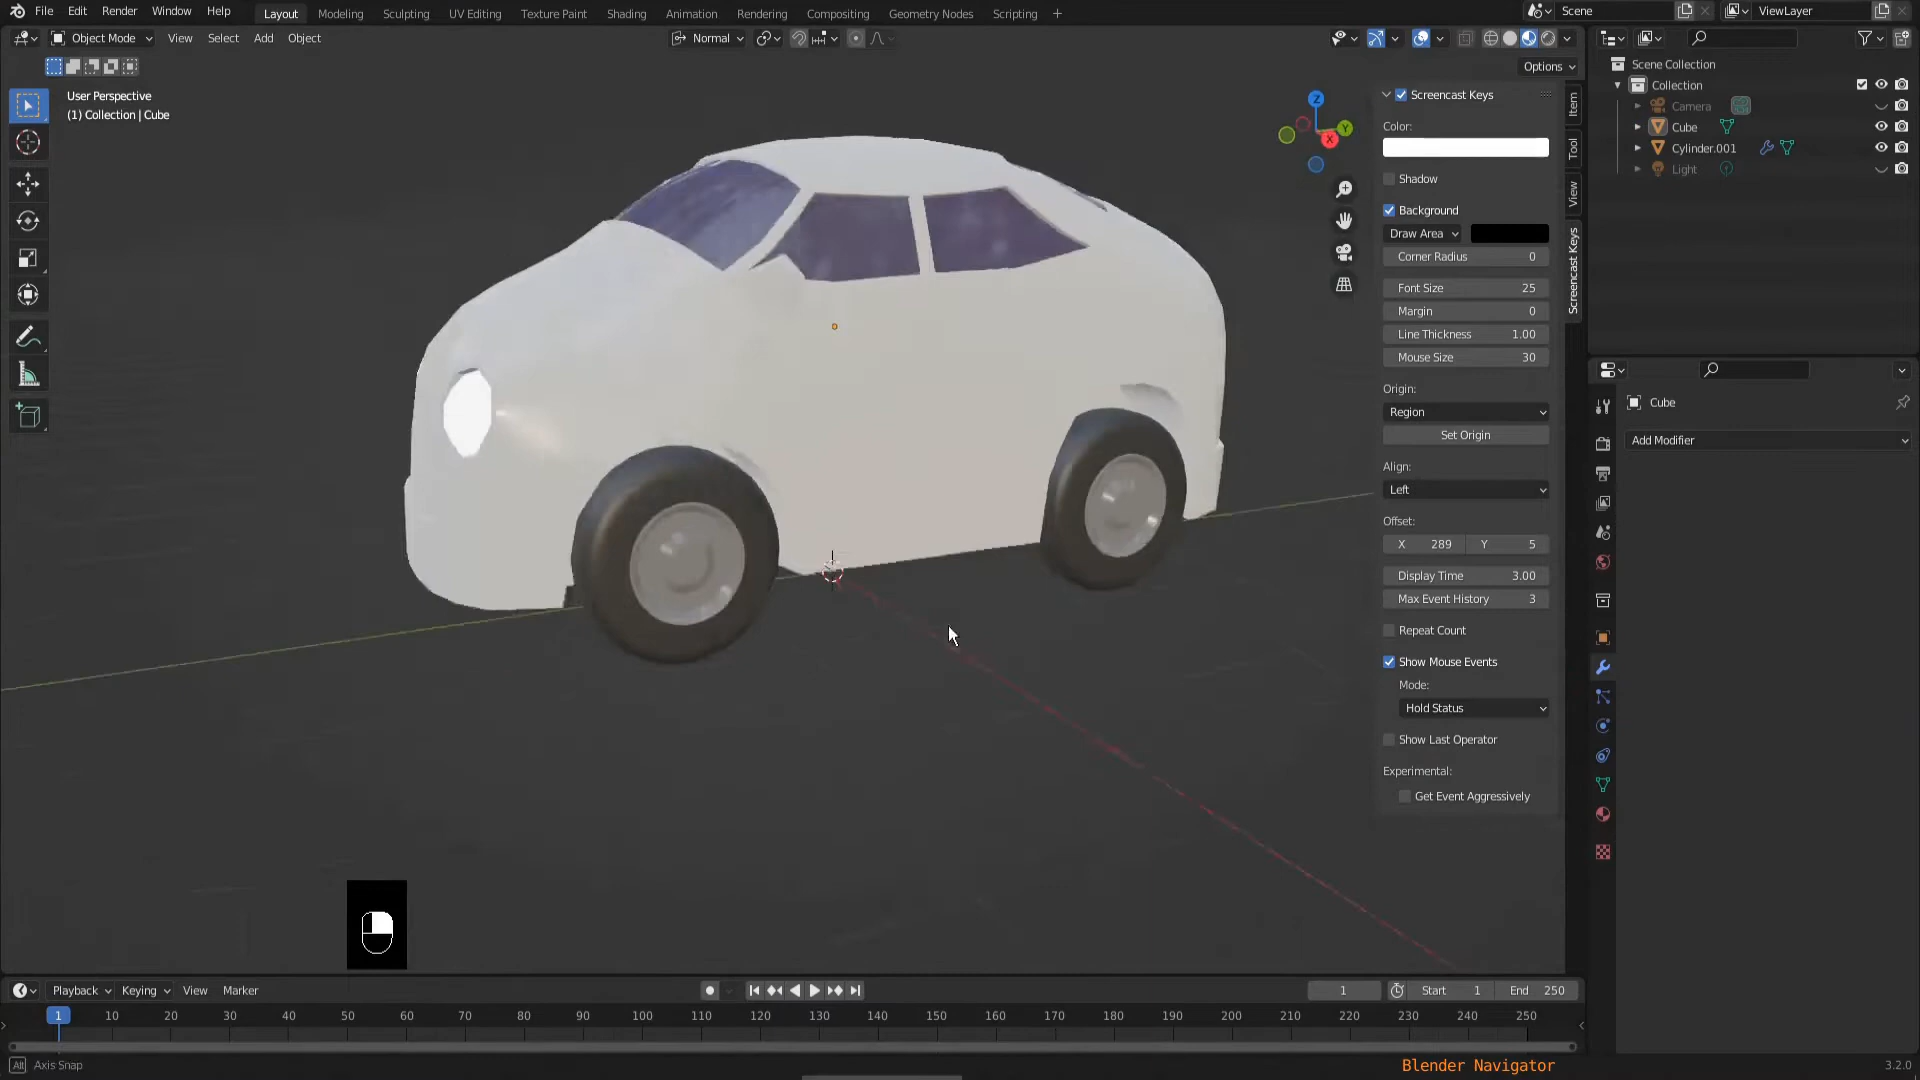 File Edit Render Window Help Layout Modeling Sculpting UV Editing Texture Paint Shading Animation Rendering Compositing Geometry Nodes Scripting + Scene ViewLayer
Object Mode View Select Add Object Normal
Options
User Perspective
(1) Collection | Cube
Z
Y
X
Screencast Keys
Color:
Shadow
Background
Draw Area
Corner Radius 0
Font Size 25
Margin 0
Line Thickness 1.00
Mouse Size 30
Origin:
Region
Set Origin
Align:
Left
Offset:
X 289 Y 5
Display Time 3.00
Max Event History 3
Repeat Count
Show Mouse Events
Mode:
Hold Status
Show Last Operator
Experimental:
Get Event Aggressively
Item
Tool
View
Screencast Keys
Scene Collection
Collection
Camera
Cube
Cylinder.001
Light
Cube
Add Modifier
Playback Keying View Marker 1 Start 1 End 250
1 10 20 30 40 50 60 70 80 90 100 110 120 130 140 150 160 170 180 190 200 210 220 230 240 250
Alt Axis Snap Blender Navigator 3.2.0